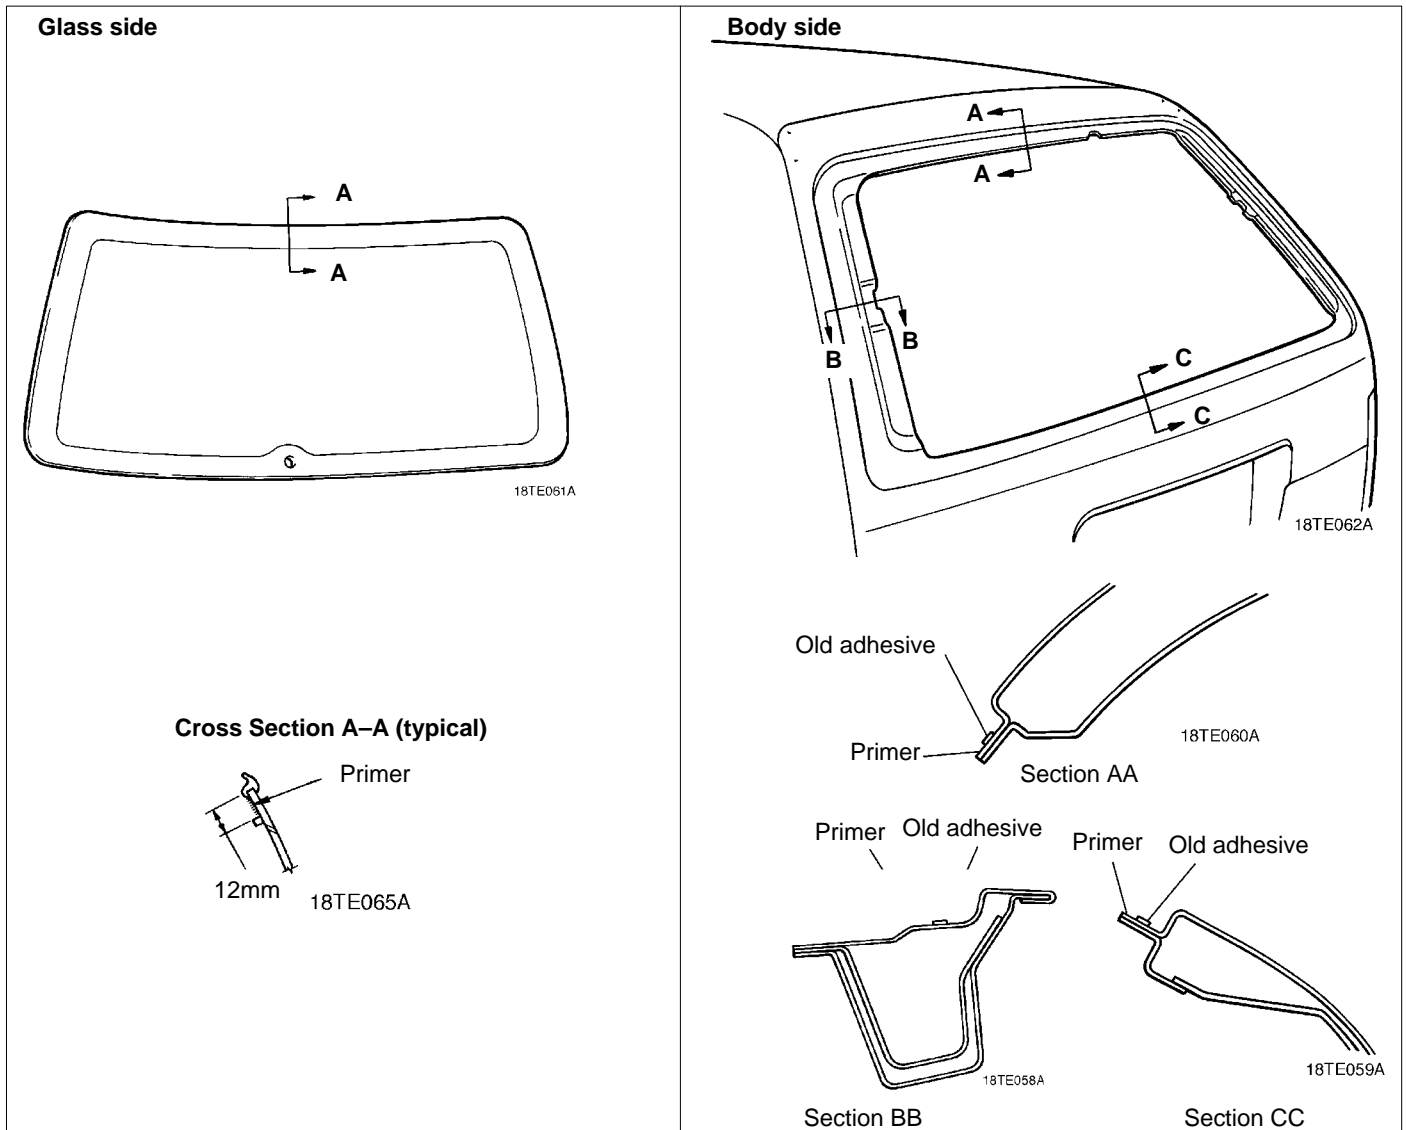 Glass side
A
A
18TE061A
Cross Section A–A (typical)
Primer
12mm
18TE065A
Body side
A
A
B
B
C
C
18TE062A
Old adhesive
Primer
18TE060A
Section AA
Primer
Old adhesive
18TE058A
Section BB
Primer
Old adhesive
18TE059A
Section CC